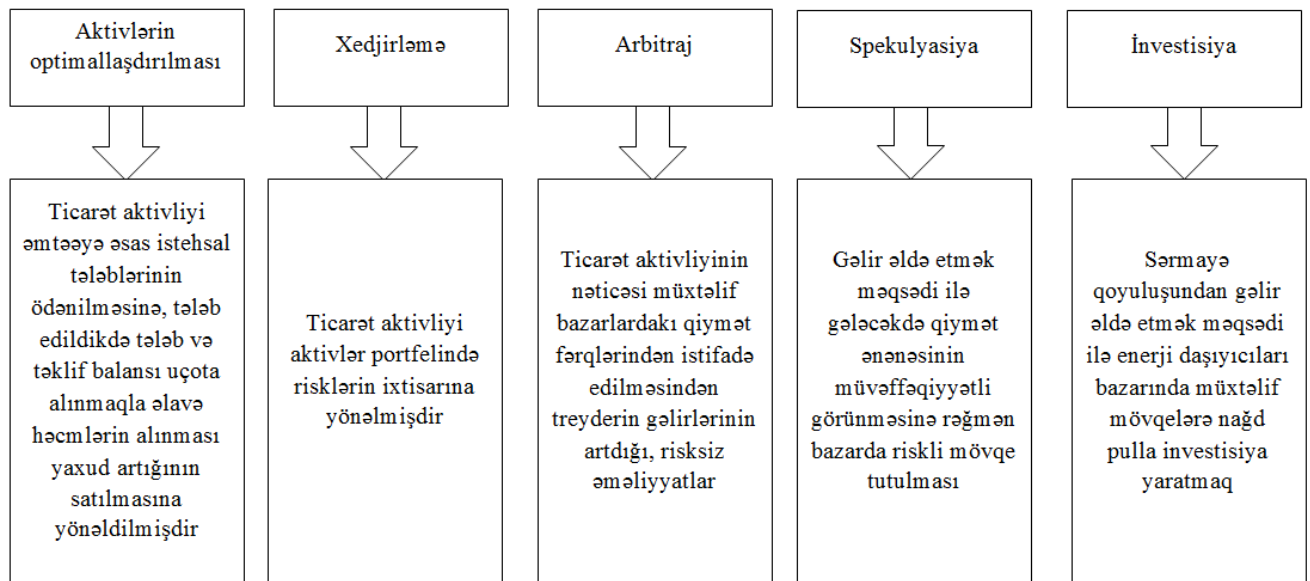 Aktivlərin
optimallaşdırılması
Xedjirləmə
Arbitraj
Spekulyasiya
İnvestisiya
Ticarət aktivliyi
əmtəəyə əsas istehsal
tələblərinin
ödənilməsinə, tələb
edildikdə tələb və
təklif balansı uçota
alınmaqla əlavə
həcmlərin alınması
yaxud artığının
satılmasına
yönəldilmişdir
Ticarət aktivliyi
aktivlər portfelində
risklərin ixtisarına
yönəlmişdir
Ticarət aktivliyinin
nəticəsi müxtəlif
bazarlardakı qiymət
fərqlərindən istifadə
edilməsindən
treyderin gəlirlərinin
artdığı, risksiz
əməliyyatlar
Gəlir əldə etmək
məqsədi ilə
gələcəkdə qiymət
ənənəsinin
müvəffəqiyyətli
görünməsinə rəğmən
bazarda riskli mövqe
tutulması
Sərmayə
qoyuluşundan gəlir
əldə etmək məqsədi
ilə enerji daşıyıcıları
bazarında müxtəlif
mövqelərə nağd
pulla investisiya
yaratmaq